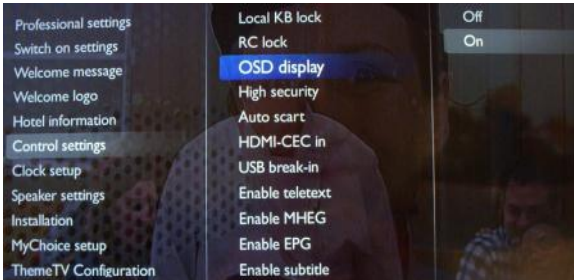 Professional settings
Switch on settings
Welcome message
Welcome logo
Hotel information
Control settings
Clock setup
Speaker settings
Installation
MyChoice setup
ThemeTV Configuration
Local KB lock
RC lock
OSD display
High security
Auto scart
HDMI-CEC in
USB break-in
Enable teletext
Enable MHEG
Enable EPG
Enable subtitle
Off
On